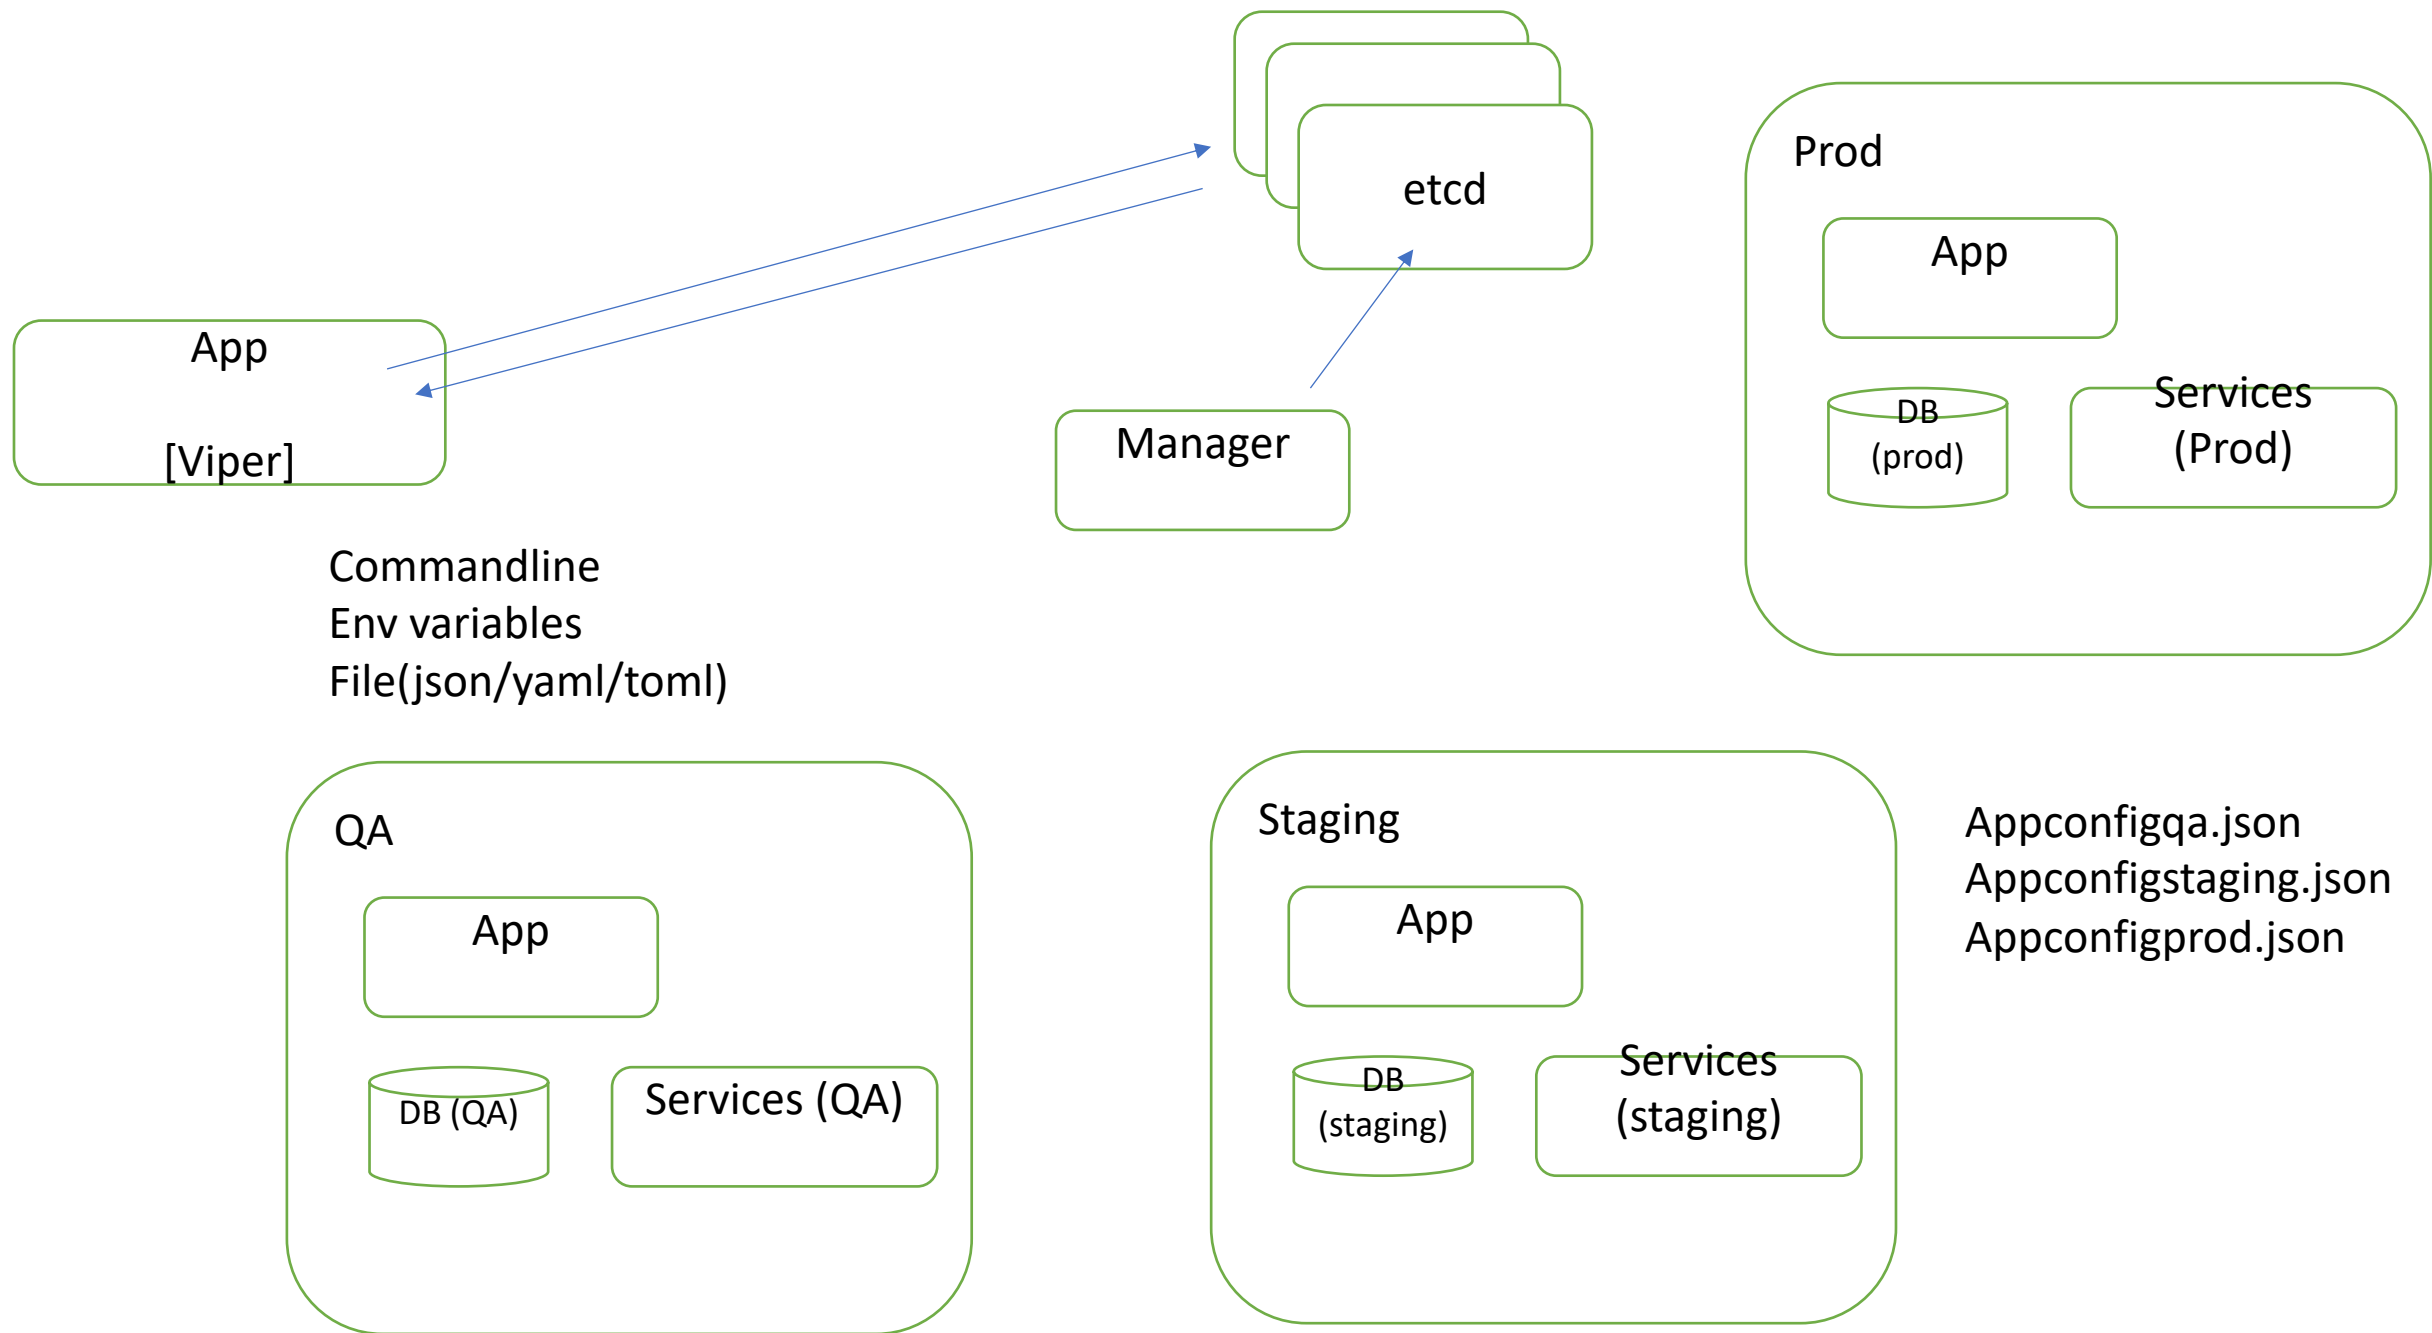 etcd
Prod
App
DB
(prod)
Services
(Prod)
App
[Viper]
Manager
Commandline
Env variables
File(json/yaml/toml)
QA
App
DB (QA)
Services (QA)
Staging
App
DB
(staging)
Services
(staging)
Appconfigqa.json
Appconfigstaging.json
Appconfigprod.json